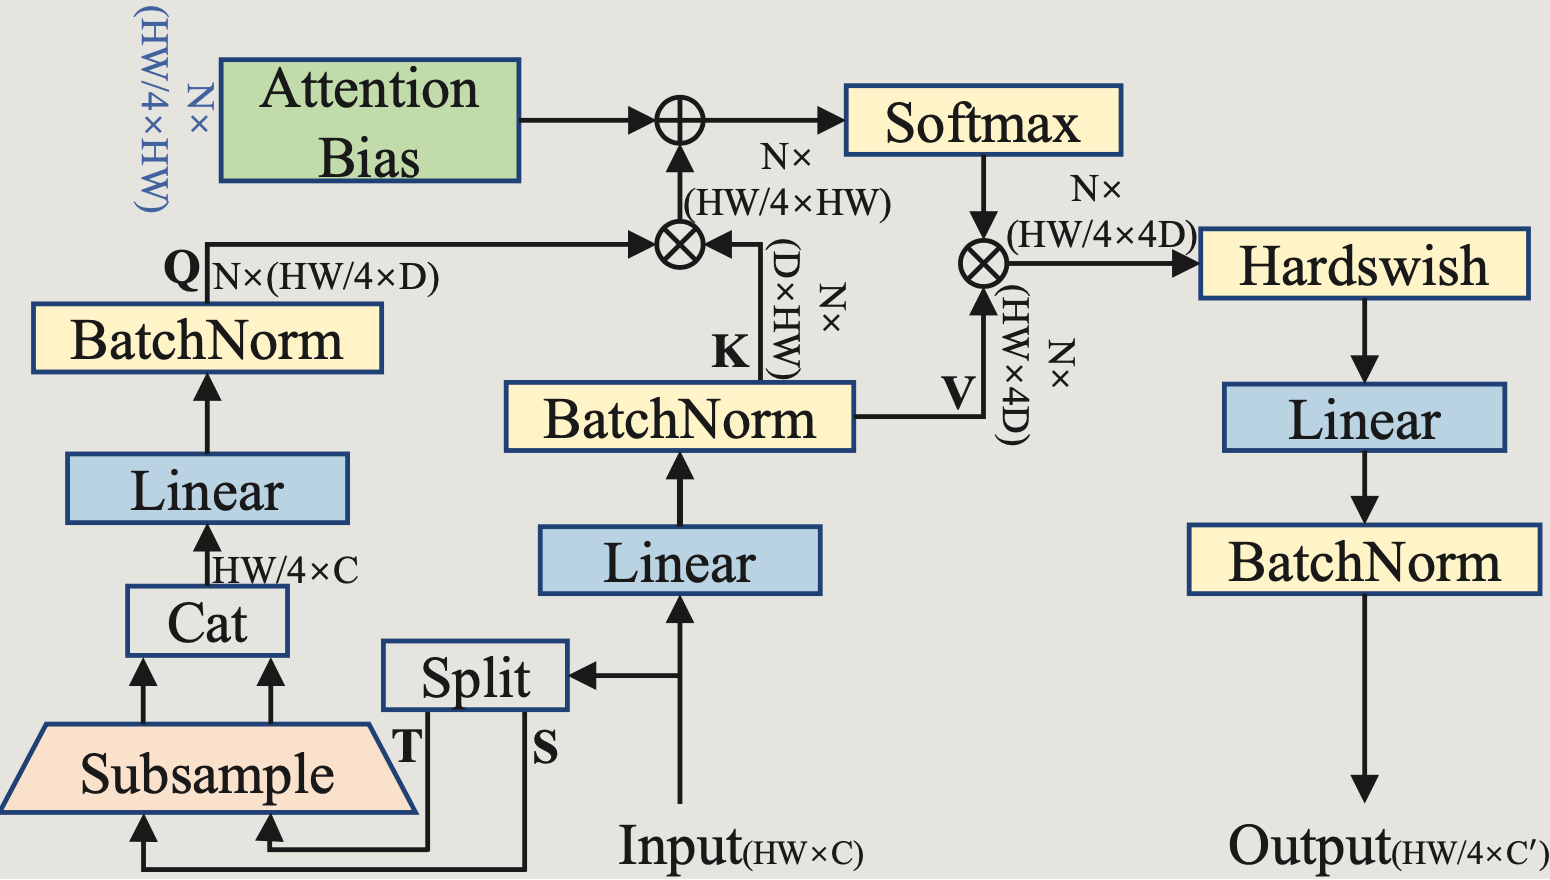 N×
(HW/4×HW)
Attention
Bias
Softmax
N×
(HW/4×HW)
N×
(HW/4×4D)
Q
N×(HW/4×D)
Hardswish
BatchNorm
K
N×
(D×HW)
V
N×
(HW×4D)
BatchNorm
Linear
Linear
Linear
HW/4×C
BatchNorm
Cat
Split
T
S
Subsample
Input(HW×C)
Output(HW/4×C′)